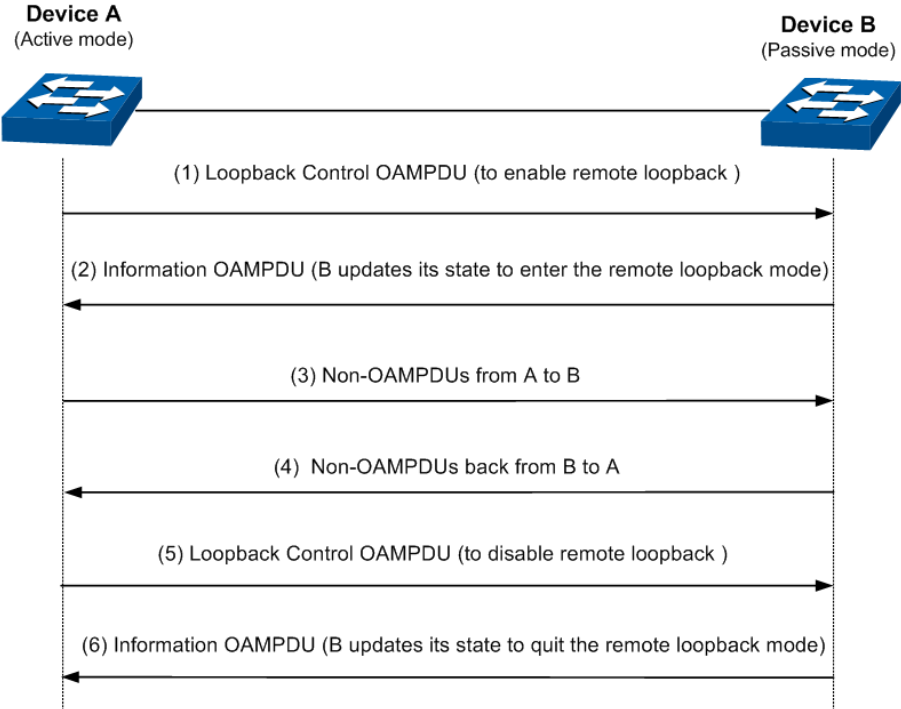 Device A
(Active mode)
Device B
(Passive mode)
(1) Loopback Control OAMPDU (to enable remote loopback )
(2) Information OAMPDU (B updates its state to enter the remote loopback mode)
(3) Non-OAMPDUs from A to B
(4) Non-OAMPDUs back from B to A
(5) Loopback Control OAMPDU (to disable remote loopback )
(6) Information OAMPDU (B updates its state to quit the remote loopback mode)